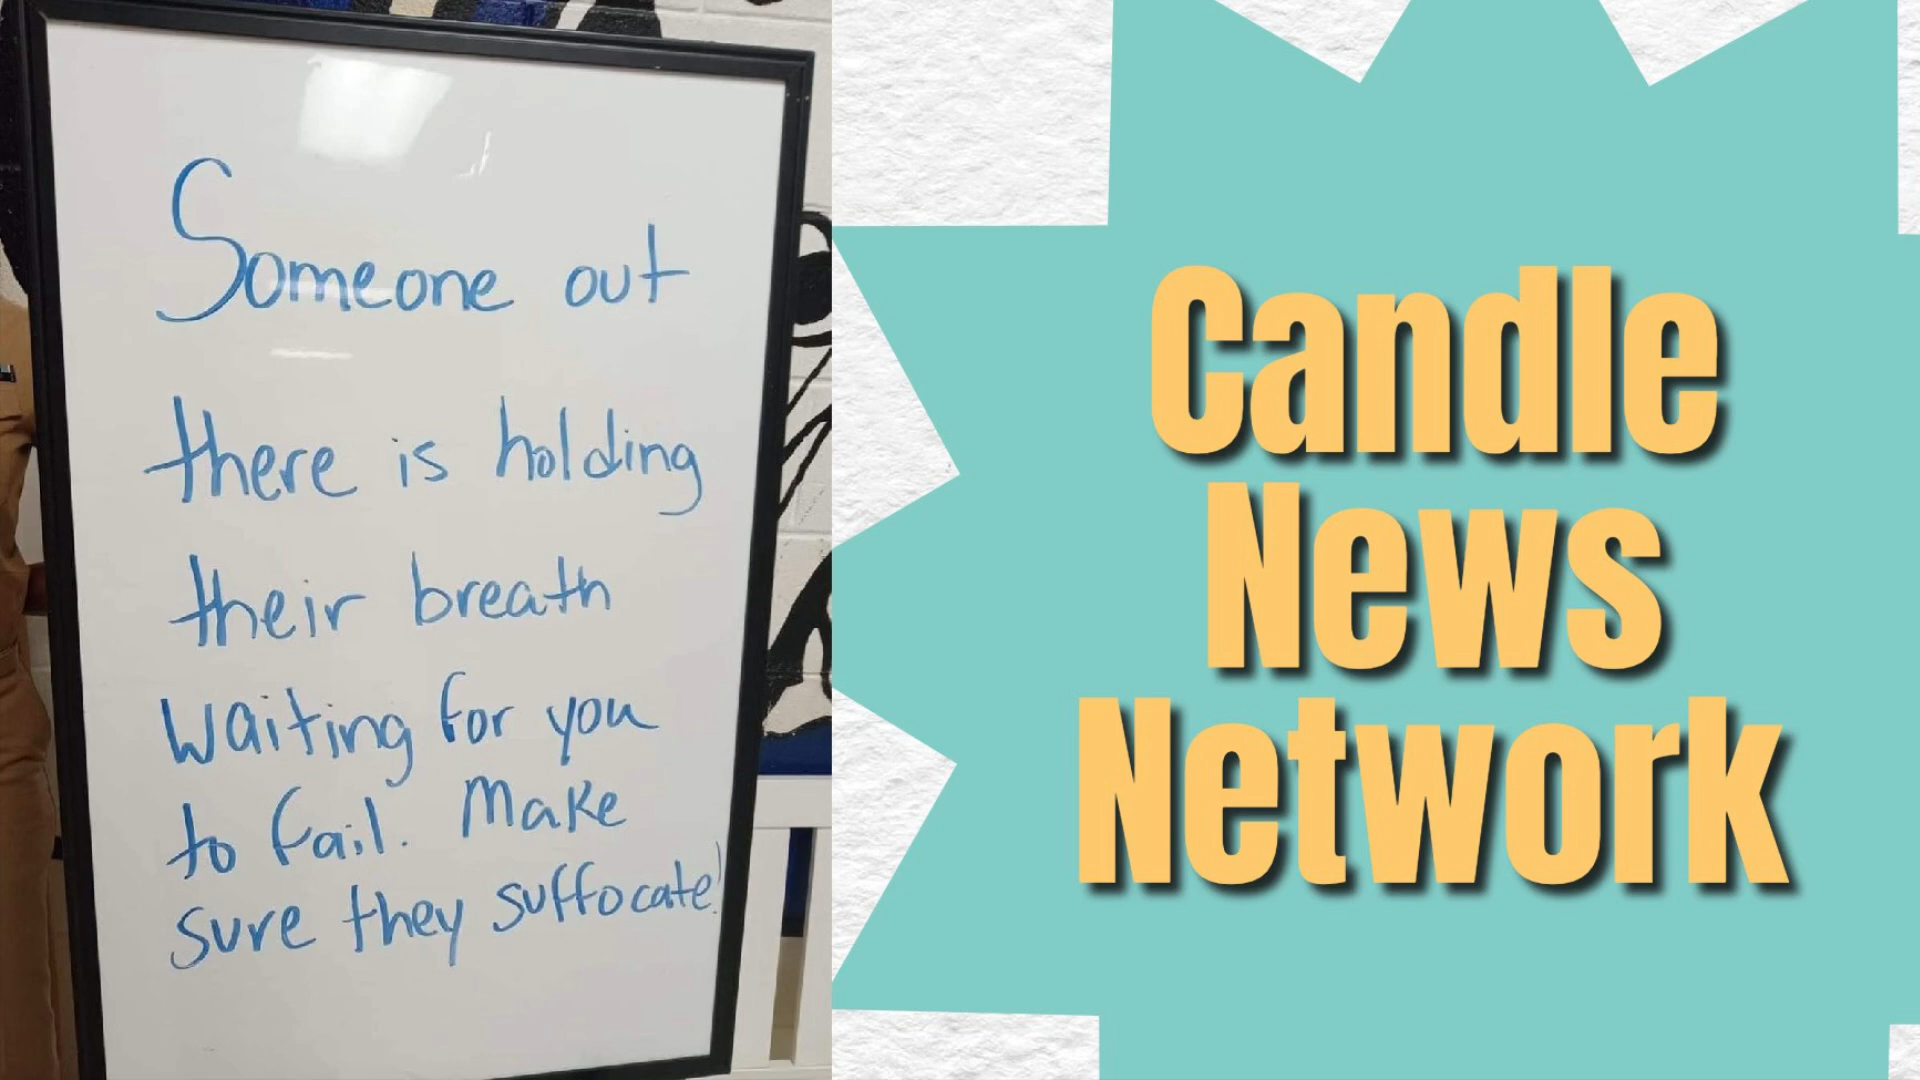 Someone out
there is holding
their breath
waiting for you
to fail. Make
sure they suffocate!
Candle
News
Network